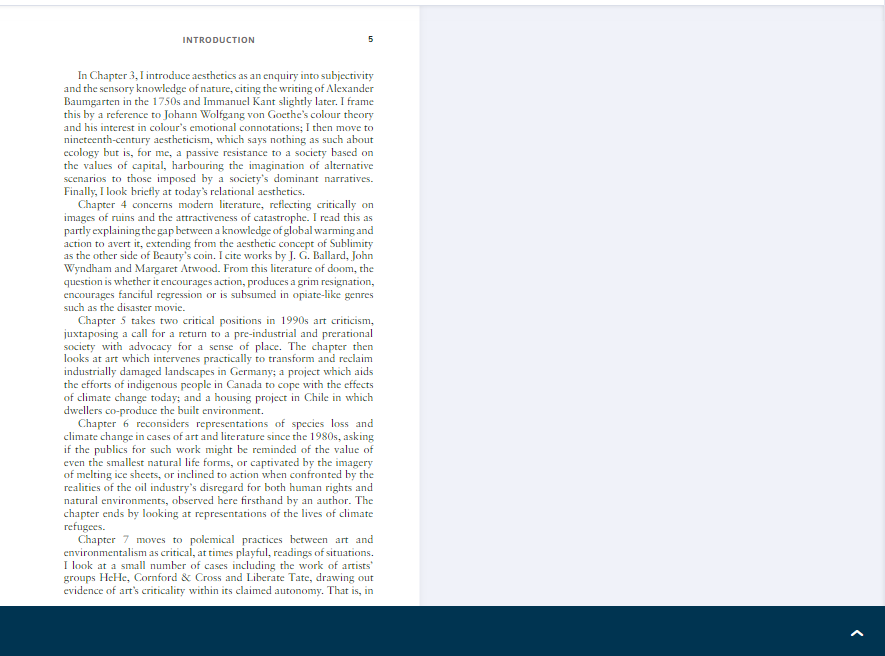 INTRODUCTION 5
In Chapter 3, I introduce aesthetics as an enquiry into subjectivity
and the sensory knowledge of nature, citing the writing of Alexander
Baumgarten in the 1750s and Immanuel Kant slightly later. I frame
this by a reference to Johann Wolfgang von Goethe's colour theory
and his interest in colour's emotional connotations; I then move to
nineteenth-century aestheticism, which says nothing as such about
ecology but is, for me, a passive resistance to a society based on
the values of capital, harbouring the imagination of alternative
scenarios to those imposed by a society's dominant narratives.
Finally, I look briefly at today's relational aesthetics.
Chapter 4 concerns modern literature, reflecting critically on
images of ruins and the attractiveness of catastrophe. I read this as
partly explaining the gap between a knowledge of global warming and
action to avert it, extending from the aesthetic concept of Sublimity
as the other side of Beauty's coin. I cite works by J. G. Ballard, John
Wyndham and Margaret Atwood. From this literature of doom, the
question is whether it encourages action, produces a grim resignation,
encourages fanciful regression or is subsumed in opiate-like genres
such as the disaster movie.
Chapter 5 takes two critical positions in 1990s art criticism,
juxtaposing a call for a return to a pre-industrial and prerational
society with advocacy for a sense of place. The chapter then
looks at art which intervenes practically to transform and reclaim
industrially damaged landscapes in Germany; a project which aids
the efforts of indigenous people in Canada to cope with the effects
of climate change today; and a housing project in Chile in which
dwellers co-produce the built environment.
Chapter 6 reconsiders representations of species loss and
climate change in cases of art and literature since the 1980s, asking
if the publics for such work might be reminded of the value of
even the smallest natural life forms, or captivated by the imagery
of melting ice sheets, or inclined to action when confronted by the
realities of the oil industry's disregard for both human rights and
natural environments, observed here firsthand by an author. The
chapter ends by looking at representations of the lives of climate
refugees.
Chapter 7 moves to polemical practices between art and
environmentalism as critical, at times playful, readings of situations.
I look at a small number of cases including the work of artists'
groups HeHe, Cornford & Cross and Liberate Tate, drawing out
evidence of art's criticality within its claimed autonomy. That is, in